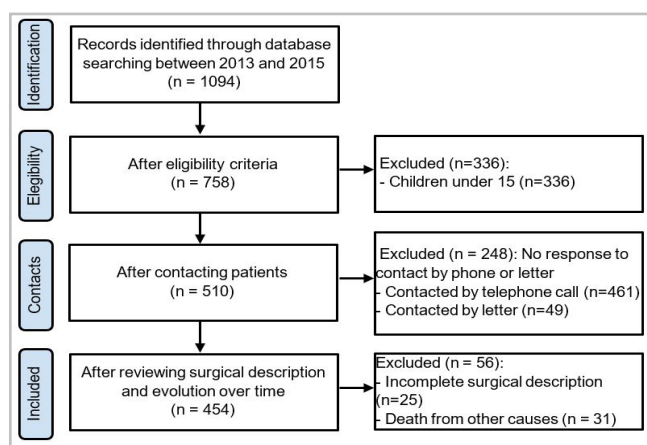 Identification
Records identified through database
searching between 2013 and 2015
(n = 1094)
Elegibility
After eligibility criteria
(n = 758)
Excluded (n=336):
- Children under 15 (n=336)
Contacts
After contacting patients
(n = 510)
Excluded (n = 248): No response to
contact by phone or letter
- Contacted by telephone call (n=461)
- Contacted by letter (n=49)
Included
After reviewing surgical description
and evolution over time
(n = 454)
Excluded (n = 56):
- Incomplete surgical description
(n=25)
- Death from other causes (n = 31)